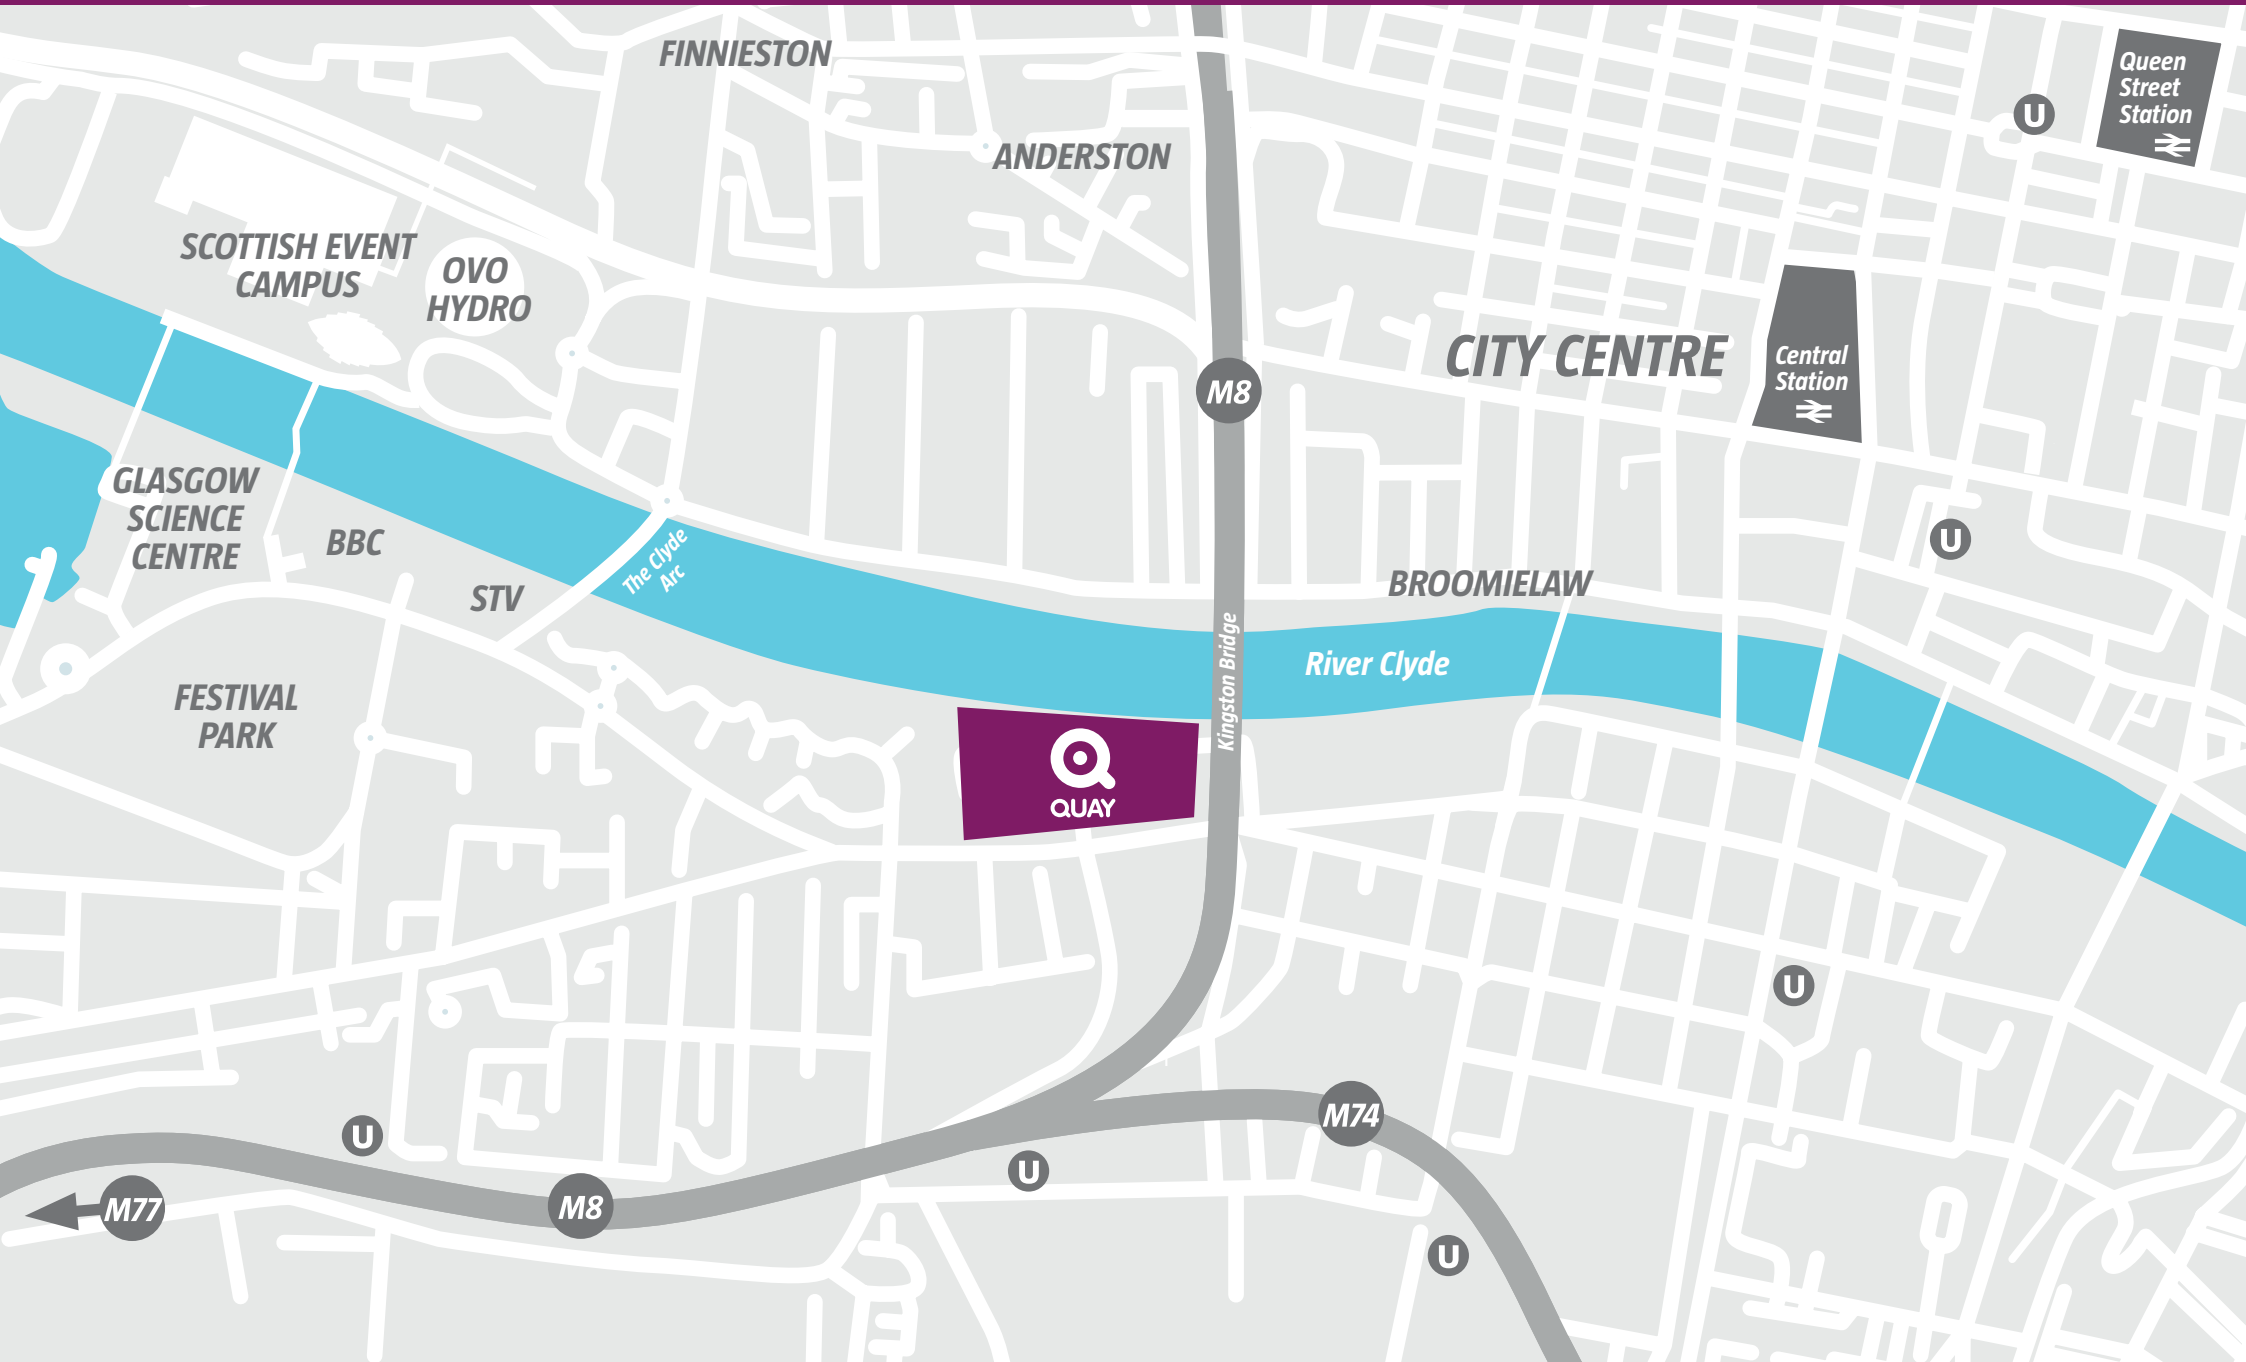 FINNIESTON
Queen
Street
Station
U
ANDERSTON
SCOTTISH EVENT
CAMPUS
OVO
HYDRO
CITY CENTRE
Central
Station
M8
GLASGOW
SCIENCE
CENTRE
BBC
STV
The Clyde
Arc
U
BROOMIELAW
Kingston Bridge
River Clyde
FESTIVAL
PARK
QUAY
U
M74
U
U
M77
M8
U